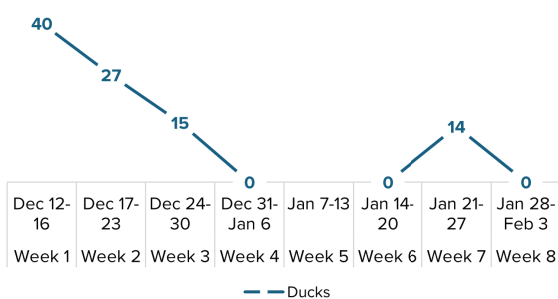 40
27
15
14
0
0
0
Dec 12- Dec 17- Dec 24- Dec 31- Jan 7-13 Jan 14- Jan 21- Jan 28-
16 23 30 Jan 6 20 27 Feb 3
Week 1 Week 2 Week 3 Week 4 Week 5 Week 6 Week 7 Week 8
Ducks